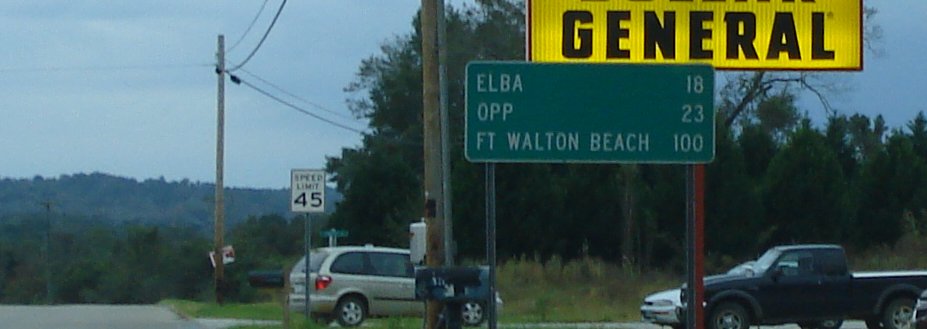 GENERAL
ELBA 18
OPP 23
FT WALTON BEACH 100
SPEED
LIMIT
45